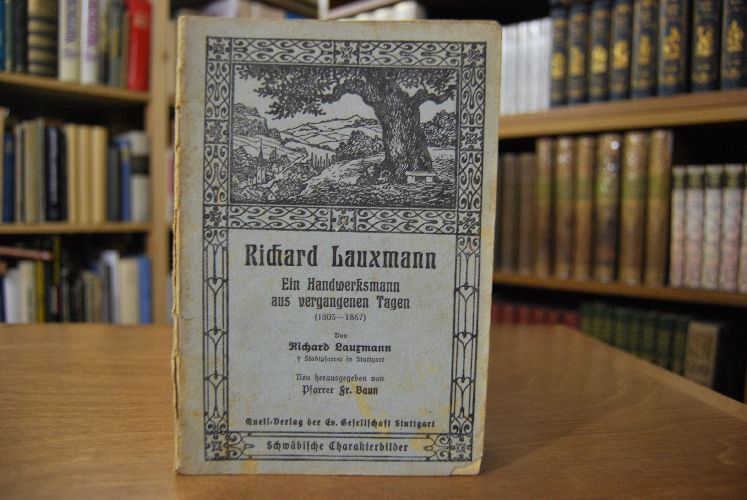 Richard Lauxmann
Ein Handwerksmann
aus vergangenen Tagen
(1805—1867)
Von
Richard Lauxmann
† Stadtpfarrer in Stuttgart
Neu herausgegeben von
Pfarrer Fr. Baun
Quell-Verlag der Ev. Gesellschaft Stuttgart
Schwäbische Charakterbilder